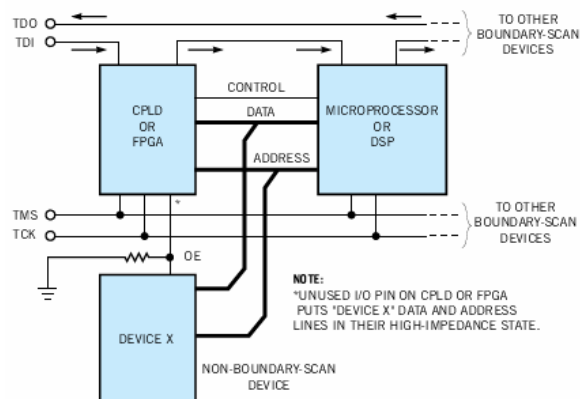 TDO
TDI
TO OTHER
BOUNDARY-SCAN
DEVICES
CPLD
OR
FPGA
CONTROL
DATA
ADDRESS
MICROPROCESSOR
OR
DSP
*
TMS
TCK
TO OTHER
BOUNDARY-SCAN
DEVICES
OE
NOTE:
*UNUSED I/O PIN ON CPLD OR FPGA
PUTS "DEVICE X" DATA AND ADDRESS
LINES IN THEIR HIGH-IMPEDANCE STATE.
DEVICE X
NON-BOUNDARY-SCAN
DEVICE